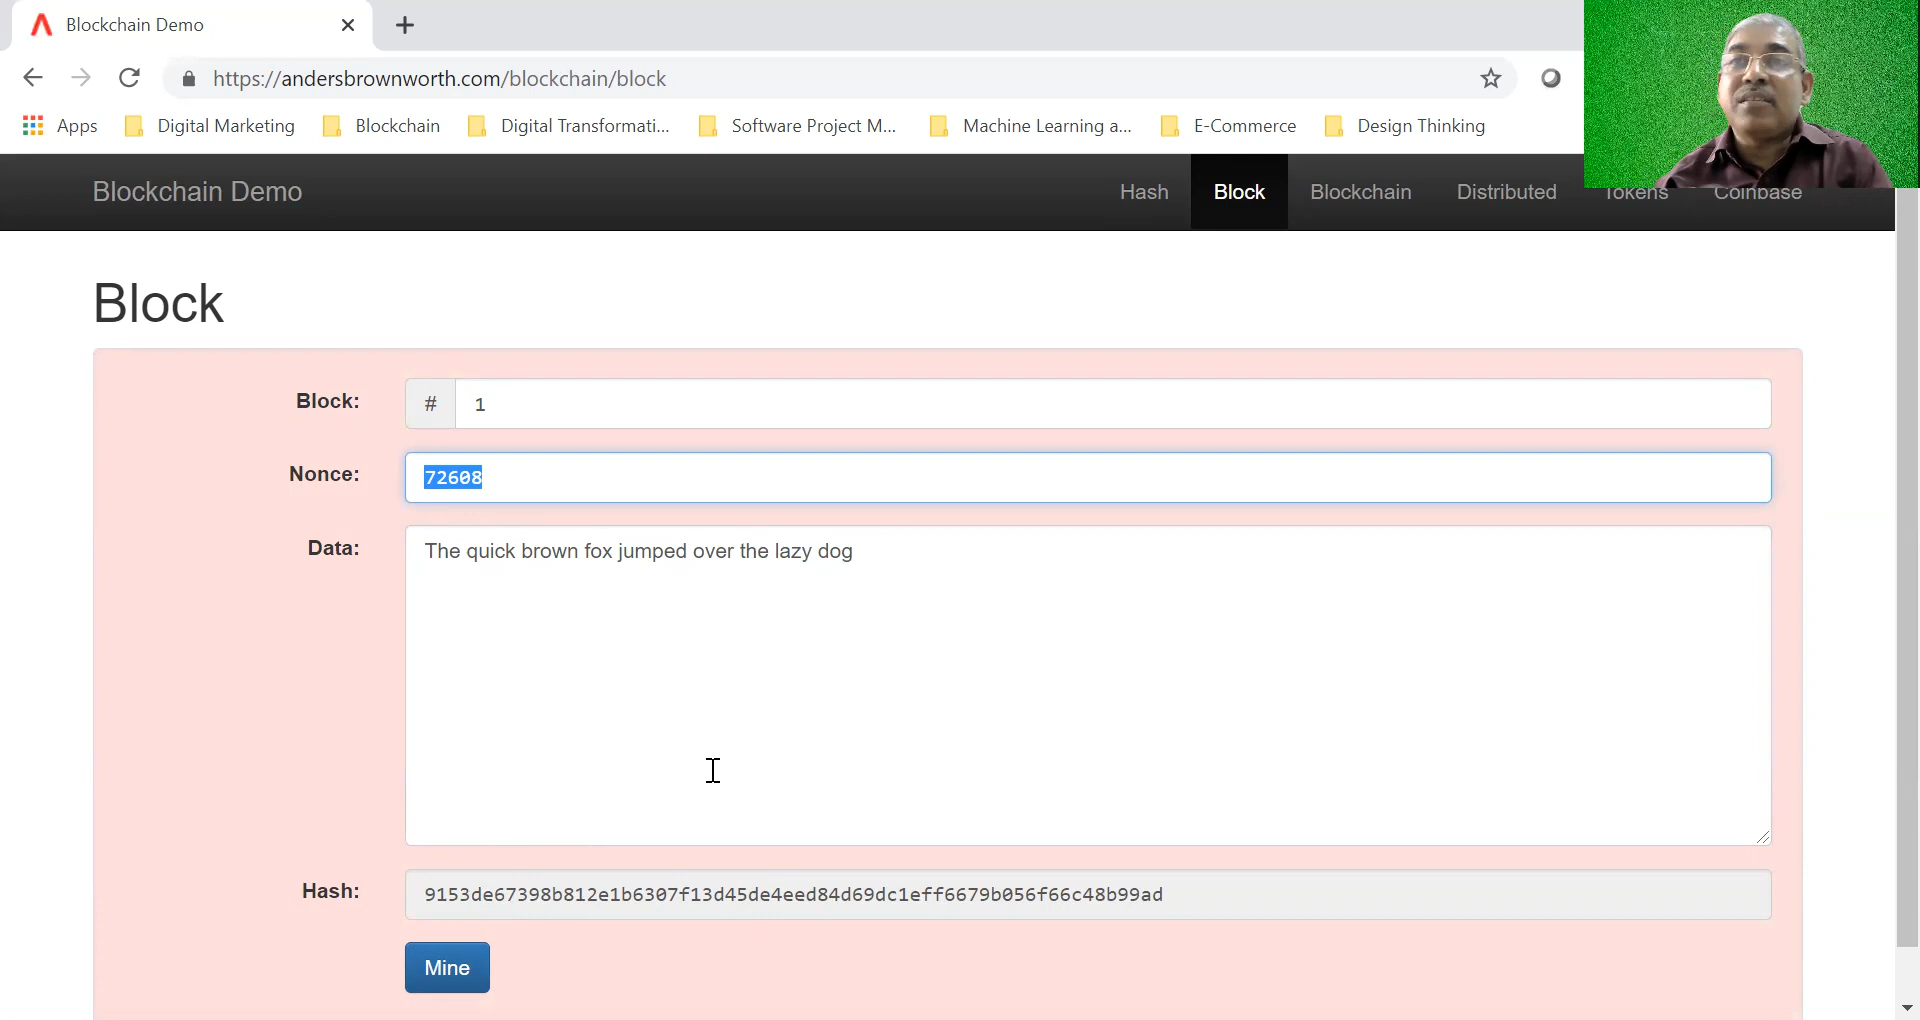 Blockchain Demo
https://andersbrownworth.com/blockchain/block
Apps Digital Marketing Blockchain Digital Transformati... Software Project M... Machine Learning a... E-Commerce Design Thinking
Blockchain Demo Hash Block Blockchain Distributed Tokens Coinbase
Block
Block: # 1
Nonce: 72608
Data: The quick brown fox jumped over the lazy dog
Hash: 9153de67398b812e1b6307f13d45de4eed84d69dc1eff6679b056f66c48b99ad
Mine